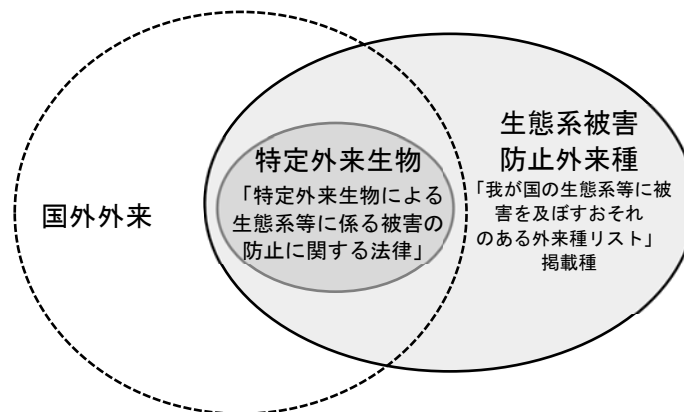 国外外来
特定外来生物
「特定外来生物による
生態系等に係る被害の
防止に関する法律」
生態系被害
防止外来種
「我が国の生態系等に被
害を及ぼすおそれ
のある外来種リスト」
掲載種